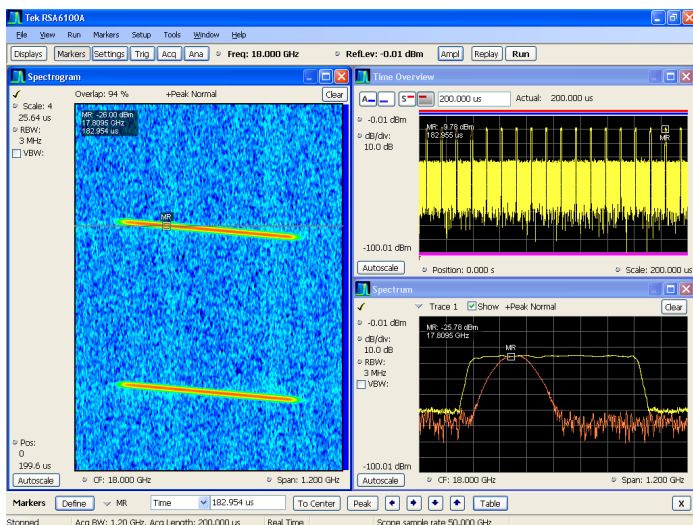 Tek RSA6100A
File View Run Markers Setup Tools Window Help
Displays Markers Settings Trig Acq Ana Freq: 18.000 GHz RefLev: -0.01 dBm Ampl Replay Run
Spectrogram
Overlap: 94 % +Peak Normal Clear
Scale: 4
25.64 us
RBW:
3 MHz
VBW:
MR: -26.00 dBm
17.8095 GHz
182.954 us
MR
Pos:
0
199.6 us
Autoscale CF: 18.000 GHz Span: 1.200 GHz
Time Overview
A S 200.000 us Actual: 200.000 us
-0.01 dBm
dB/div:
10.0 dB
MR: -9.78 dBm
182.955 us
MR
-100.01 dBm
Autoscale Position: 0.000 s Scale: 200.000 us
Spectrum
Trace 1 Show +Peak Normal Clear
-0.01 dBm
dB/div:
10.0 dB
RBW:
3 MHz
VBW:
MR: -25.78 dBm
17.8095 GHz
MR
-100.01 dBm
Autoscale CF: 18.000 GHz Span: 1.200 GHz
Markers Define MR Time 182.954 us To Center Peak Table X
Stopped Acq BW: 1.20 GHz, Acq Length: 200.000 us Real Time Scope sample rate 50.000 GHz